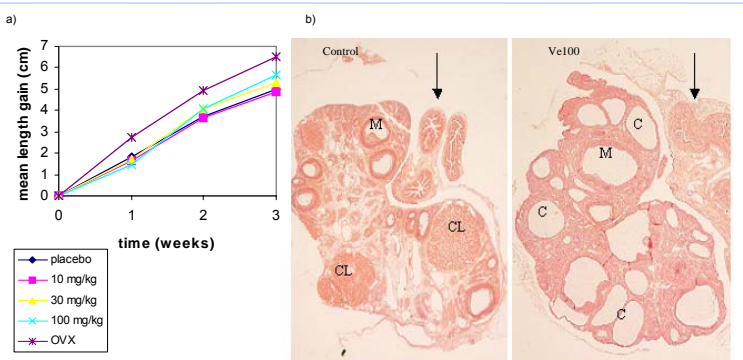 a)
b)
mean length gain (cm)
7
6
5
4
3
2
1
0
0 1 2 3
time (weeks)
placebo
10 mg/kg
30 mg/kg
100 mg/kg
OVX
Control
M
CL
CL
Ve100
C
M
C
C